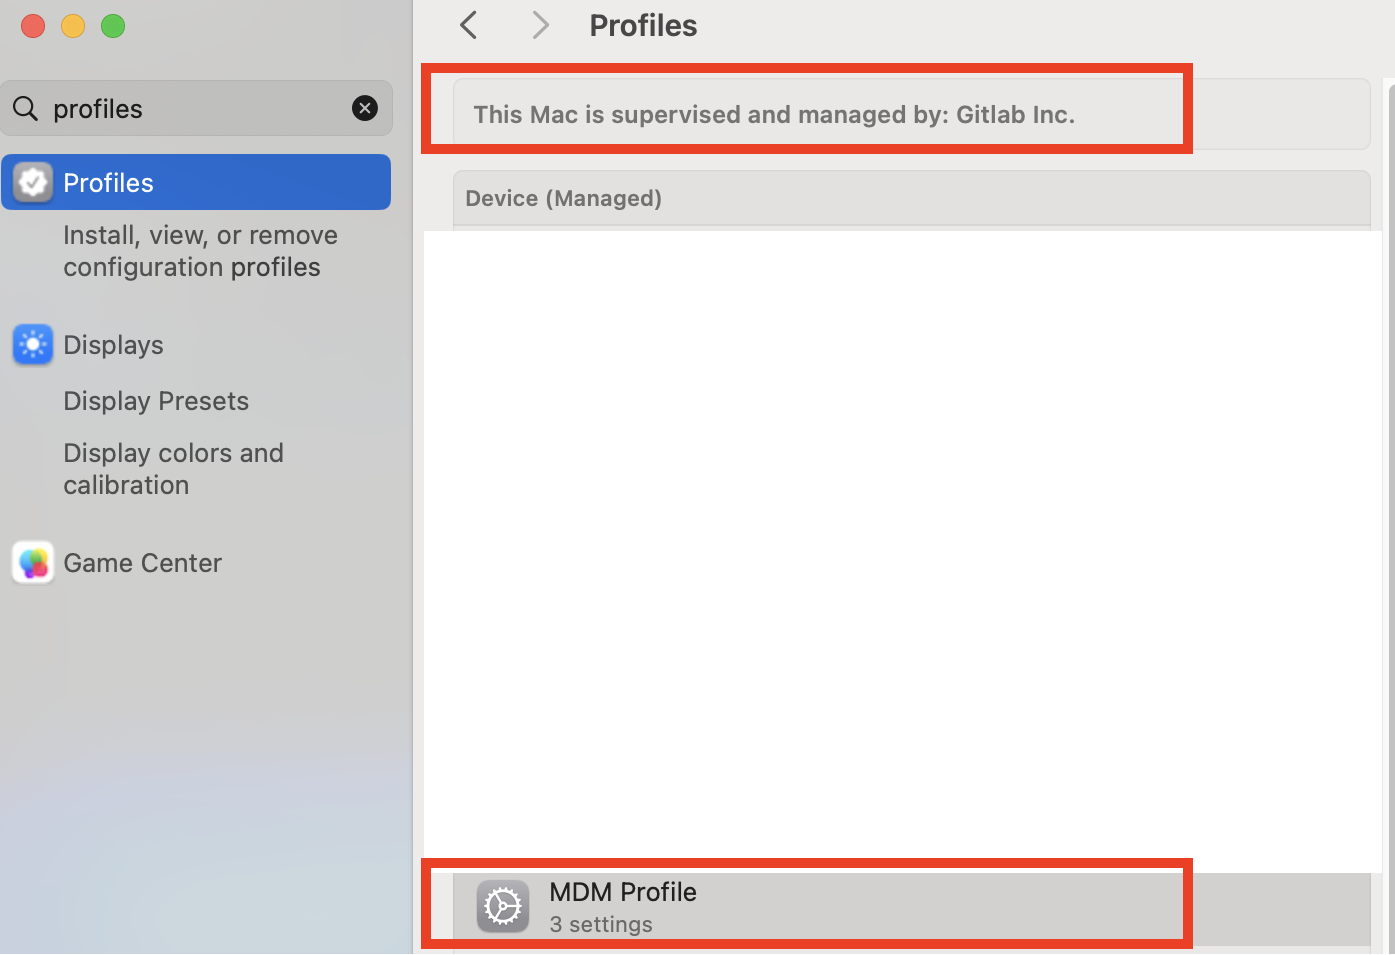 profiles
Profiles
Install, view, or remove
configuration profiles
Displays
Display Presets
Display colors and
calibration
Game Center
Profiles
This Mac is supervised and managed by: Gitlab Inc.
Device (Managed)
MDM Profile
3 settings